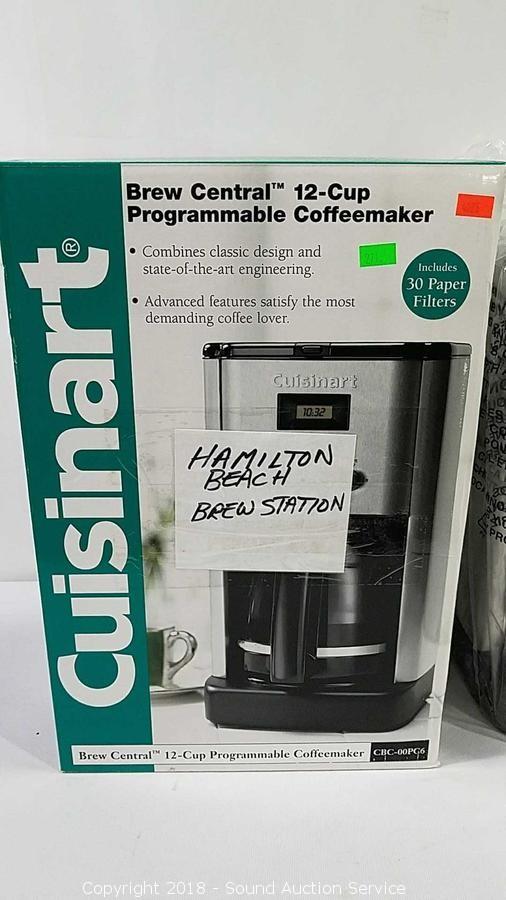 Brew Central™ 12-Cup
Programmable Coffeemaker
• Combines classic design and
state-of-the-art engineering.
• Advanced features satisfy the most
demanding coffee lover.
Includes
30 Paper
Filters
Cuisinart®
Cuisinart
10:32
HAMILTON
BEACH
BREW STATION
Brew Central™ 12-Cup Programmable Coffeemaker CBC-00PC6
Copyright 2018 - Sound Auction Service